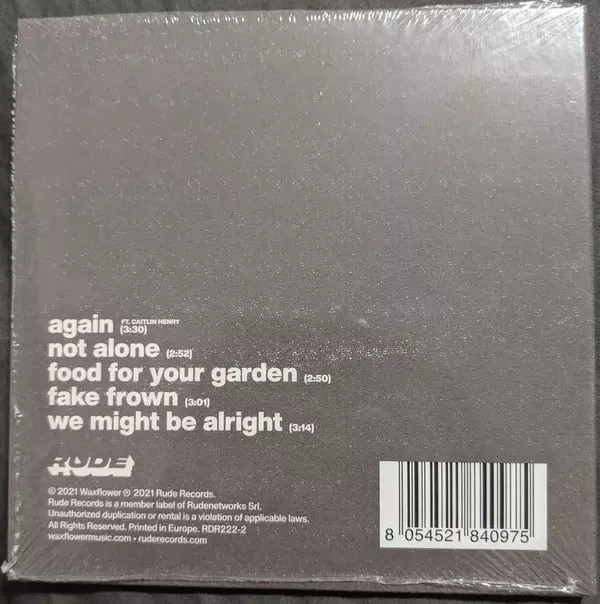 again FT. CAITLIN HENRY (3:30)
not alone (2:52)
food for your garden (2:50)
fake frown (3:01)
we might be alright (3:14)
RUDE
© 2021 Waxflower ℗ 2021 Rude Records.
Rude Records is a member label of Rudenetworks Srl.
Unauthorized duplication or rental is a violation of applicable laws.
All Rights Reserved. Printed in Europe. RDR222-2
waxflowermusic.com • ruderecords.com
8 054521 840975